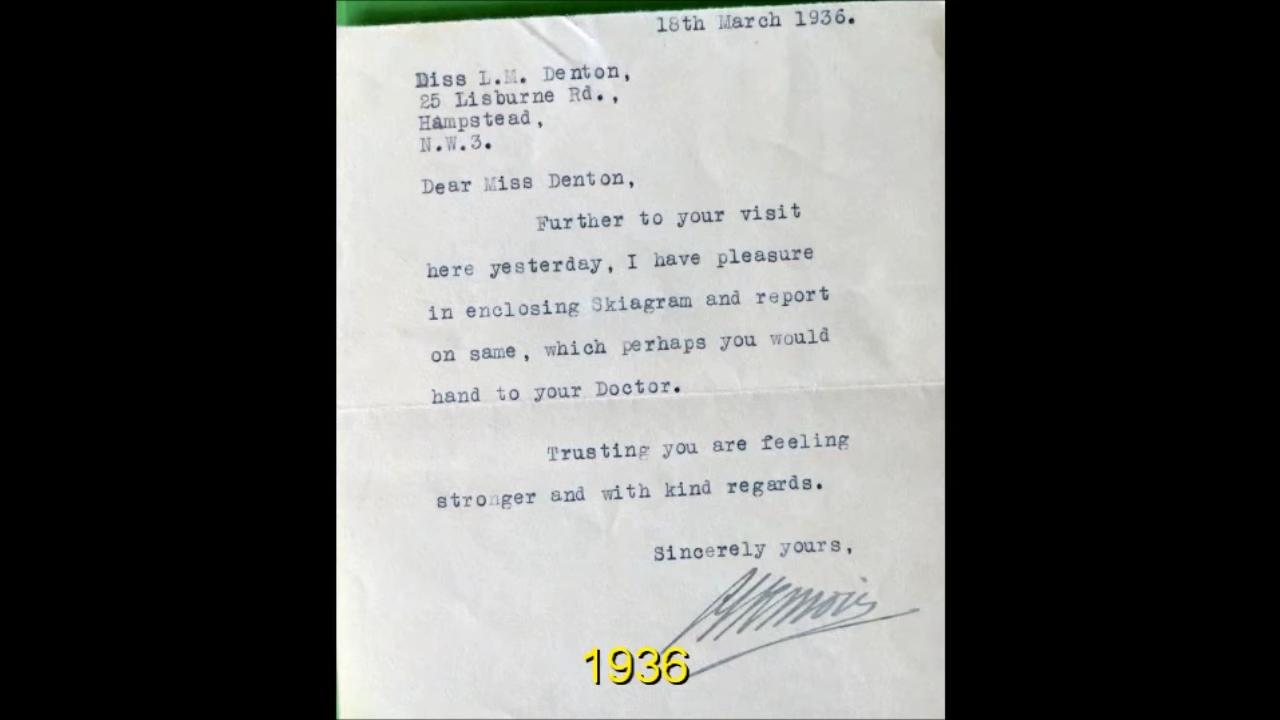 18th March 1936.
Miss L.M. Denton,
25 Lisburne Rd.,
Hampstead,
N.W.3.
Dear Miss Denton,
Further to your visit
here yesterday, I have pleasure
in enclosing Skiagram and report
on same, which perhaps you would
hand to your Doctor.
Trusting you are feeling
stronger and with kind regards.
Sincerely yours,
1936